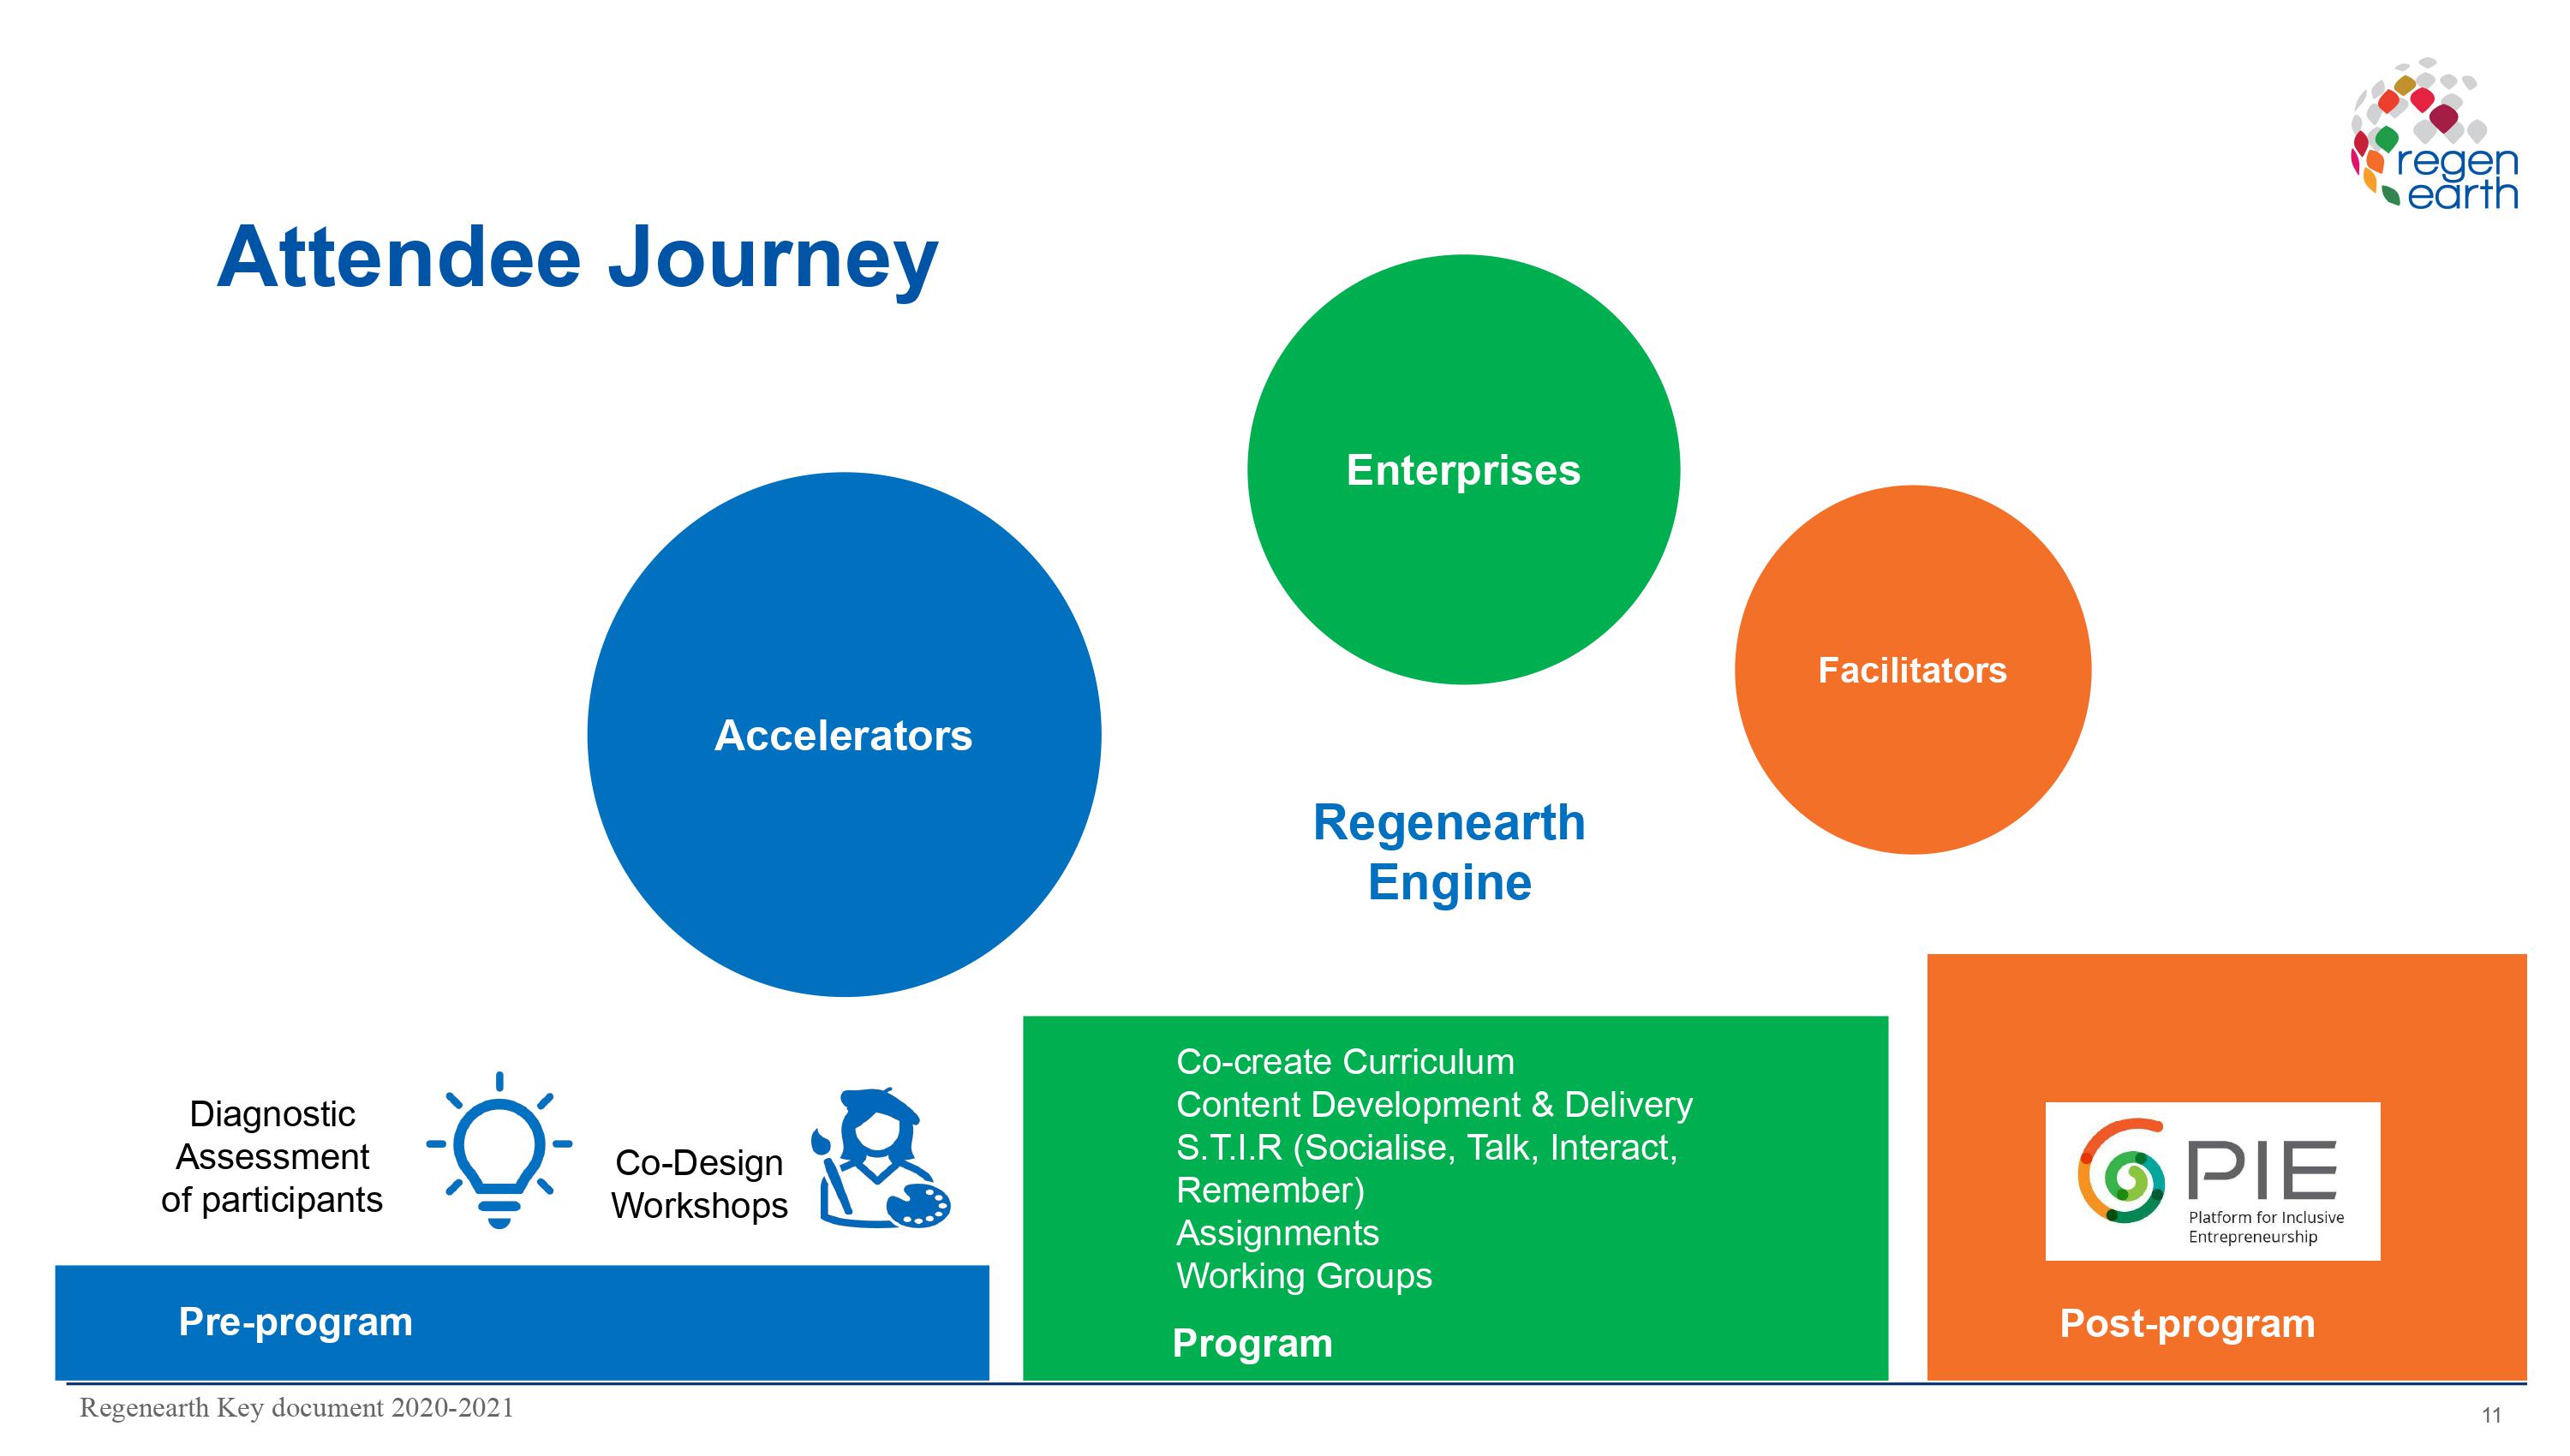 regen
earth
Attendee Journey
Enterprises
Accelerators
Facilitators
Regenearth
Engine
Diagnostic
Assessment
of participants
Co-Design
Workshops
Pre-program
Co-create Curriculum
Content Development & Delivery
S.T.I.R (Socialise, Talk, Interact,
Remember)
Assignments
Working Groups
Program
PIE
Platform for Inclusive
Entrepreneurship
Post-program
Regenearth Key document 2020-2021
11